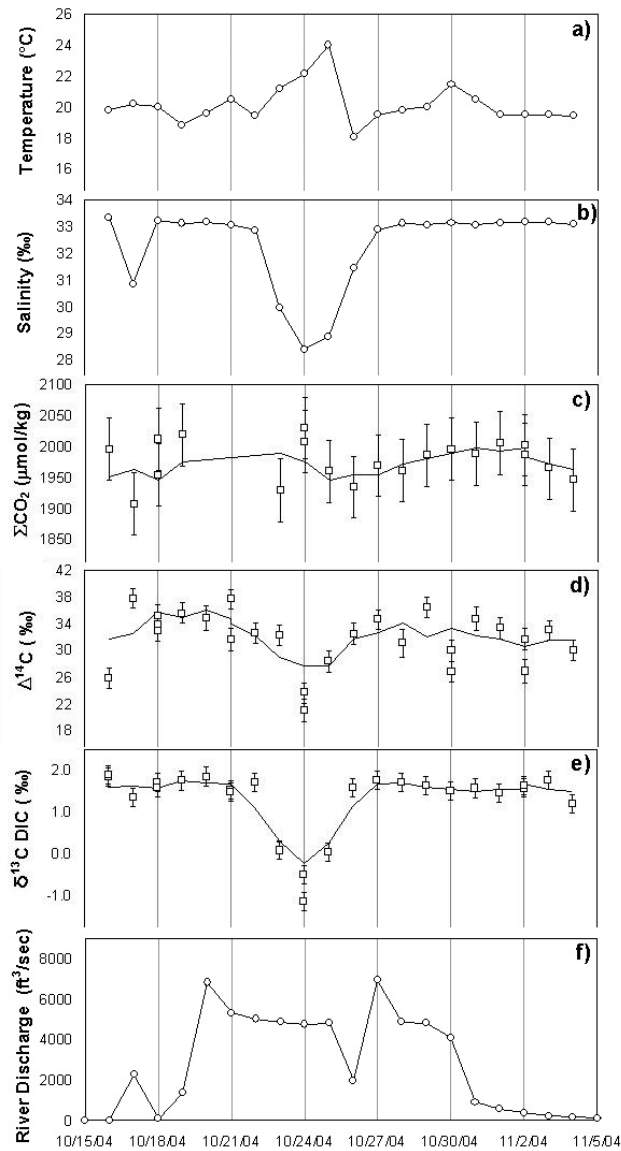 a)
Temperature (°C)
26
24
22
20
18
16
b)
Salinity (‰)
34
33
32
31
30
29
28
c)
ΣCO₂ (µmol/kg)
2100
2050
2000
1950
1900
1850
d)
Δ¹⁴C ( ‰)
42
38
34
30
26
22
18
e)
δ¹³C DIC ( ‰)
2.0
1.0
0.0
-1.0
f)
River Discharge (ft³/sec)
8000
6000
4000
2000
0
10/15/04 10/18/04 10/21/04 10/24/04 10/27/04 10/30/04 11/2/04 11/5/04